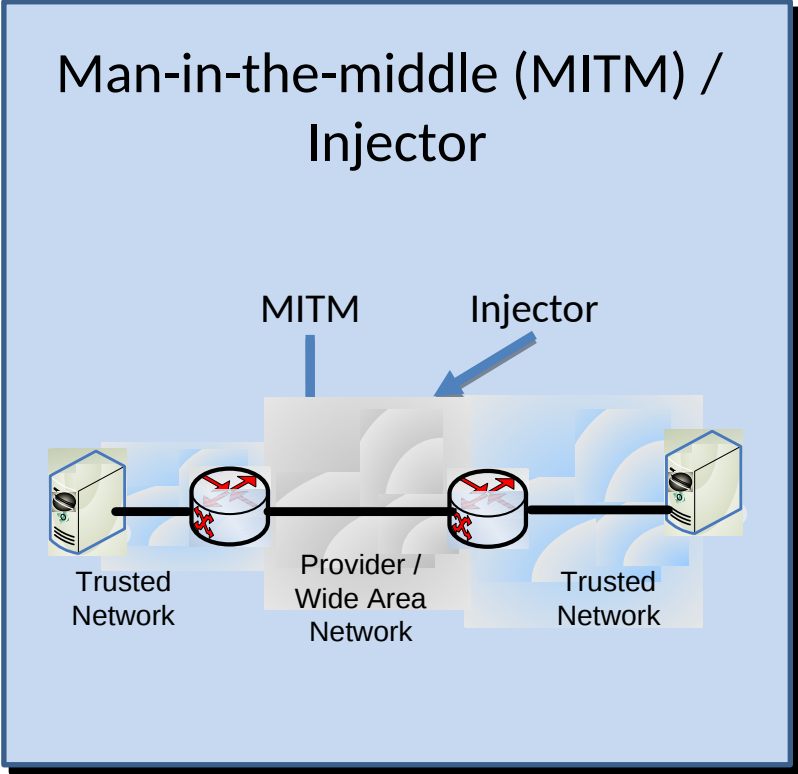 Man-in-the-middle (MITM) /
Injector
MITM
Injector
Trusted
Network
Provider /
Wide Area
Network
Trusted
Network